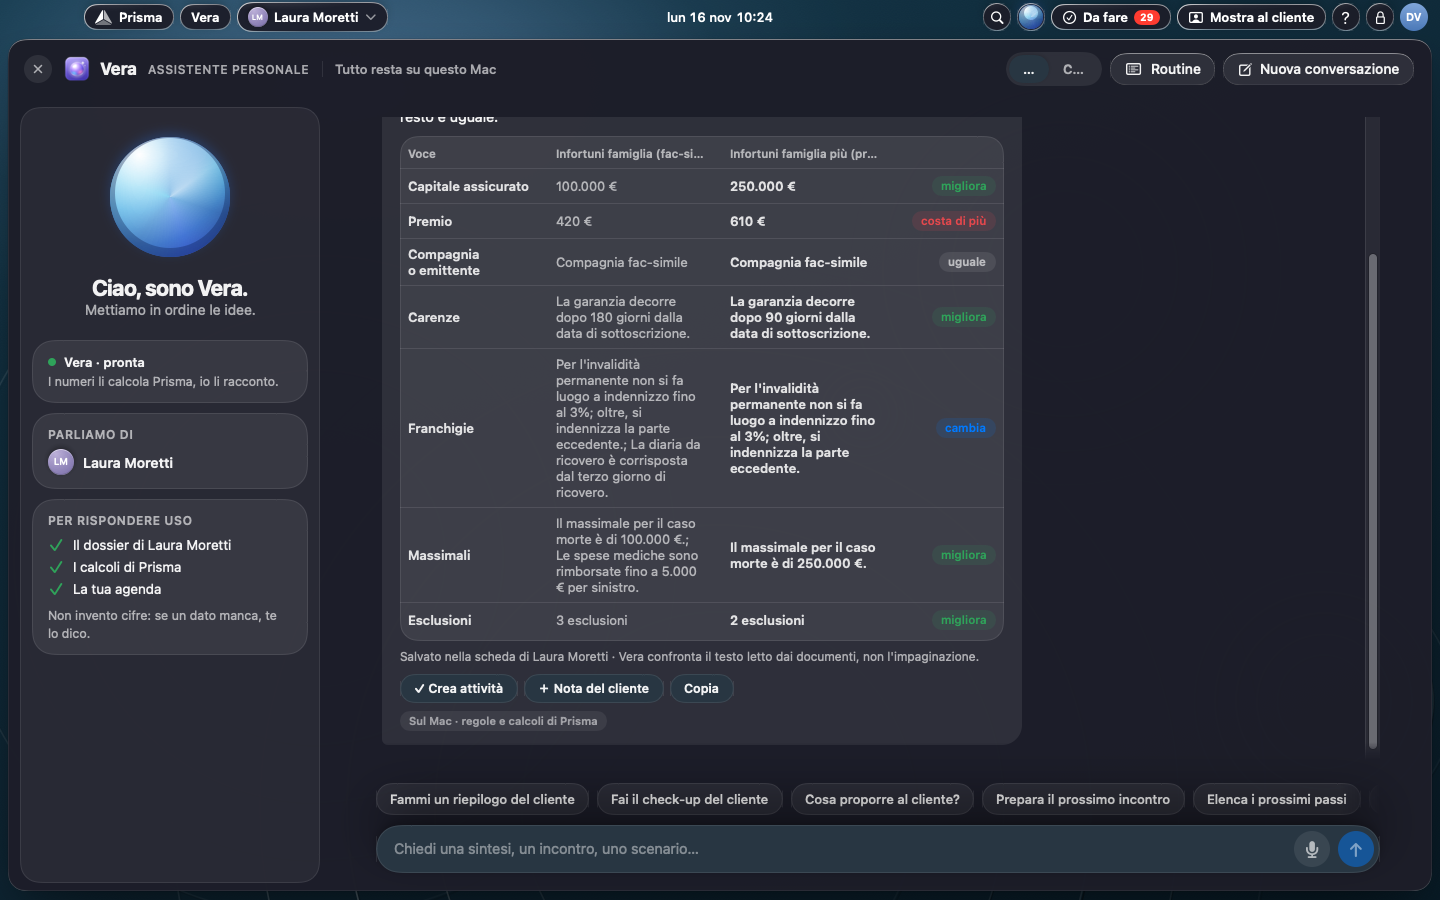 Prisma
Vera
LM Laura Moretti
lun 16 nov 10:24
Da fare 29
Mostra al cliente
?
DV
Vera ASSISTENTE PERSONALE
Tutto resta su questo Mac
...
C...
Routine
Nuova conversazione
Ciao, sono Vera.
Mettiamo in ordine le idee.
Vera · pronta
I numeri li calcola Prisma, io li racconto.
PARLIAMO DI
LM Laura Moretti
PER RISPONDERE USO
Il dossier di Laura Moretti
I calcoli di Prisma
La tua agenda
Non invento cifre: se un dato manca, te
lo dico.
resto è uguale.
Voce
Infortuni famiglia (fac-si...
Infortuni famiglia più (pr...
Capitale assicurato
100.000 €
250.000 €
migliora
Premio
420 €
610 €
costa di più
Compagnia
o emittente
Compagnia fac-simile
Compagnia fac-simile
uguale
Carenze
La garanzia decorre
dopo 180 giorni dalla
data di sottoscrizione.
La garanzia decorre
dopo 90 giorni dalla
data di sottoscrizione.
migliora
Franchigie
Per l'invalidità
permanente non si fa
luogo a indennizzo fino
al 3%; oltre, si
indennizza la parte
eccedente.; La diaria da
ricovero è corrisposta
dal terzo giorno di
ricovero.
Per l'invalidità
permanente non si fa
luogo a indennizzo fino
al 3%; oltre, si
indennizza la parte
eccedente.
cambia
Massimali
Il massimale per il caso
morte è di 100.000 €.;
Le spese mediche sono
rimborsate fino a 5.000
€ per sinistro.
Il massimale per il caso
morte è di 250.000 €.
migliora
Esclusioni
3 esclusioni
2 esclusioni
migliora
Salvato nella scheda di Laura Moretti · Vera confronta il testo letto dai documenti, non l'impaginazione.
Crea attività
Nota del cliente
Copia
Sul Mac · regole e calcoli di Prisma
Fammi un riepilogo del cliente
Fai il check-up del cliente
Cosa proporre al cliente?
Prepara il prossimo incontro
Elenca i prossimi passi
Chiedi una sintesi, un incontro, uno scenario...